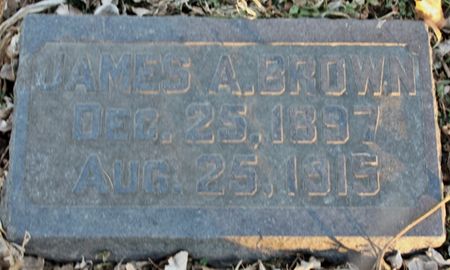 JAMES A. BROWN
DEC. 25, 1897
AUG. 25, 1915